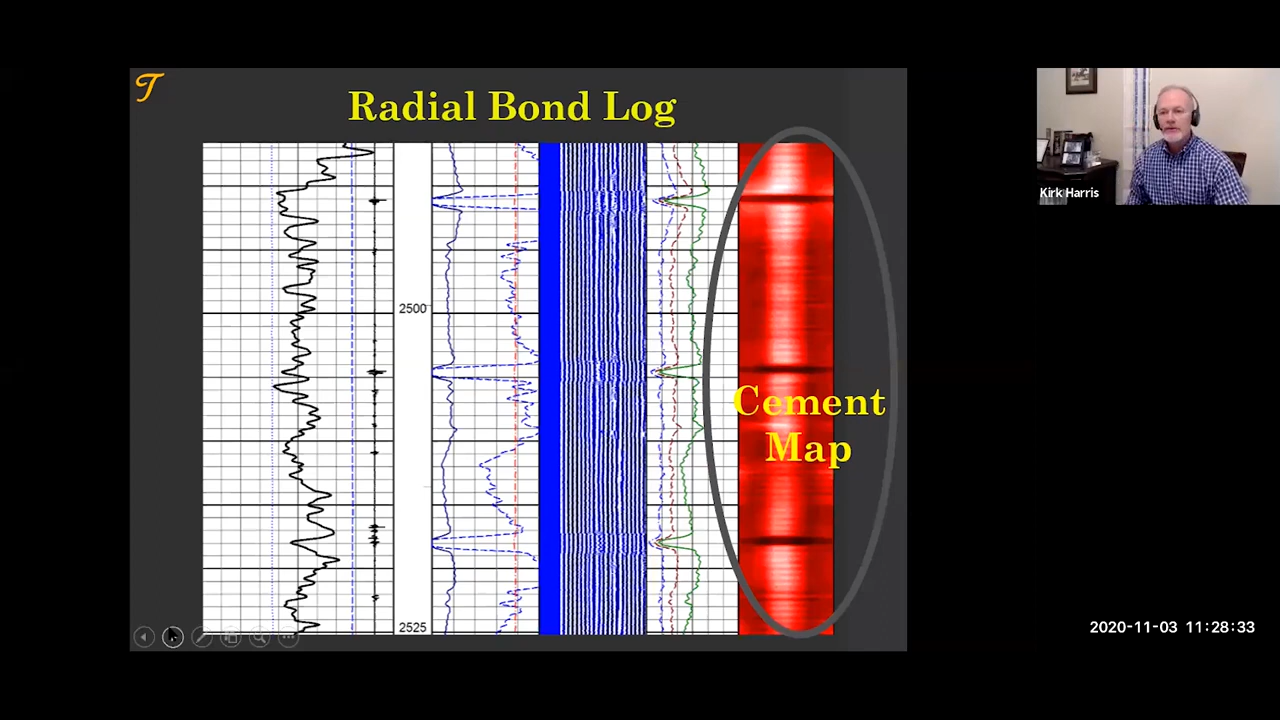 T
Radial Bond Log
Kirk Harris
2500
Cement
Map
2525
2020-11-03 11:28:33